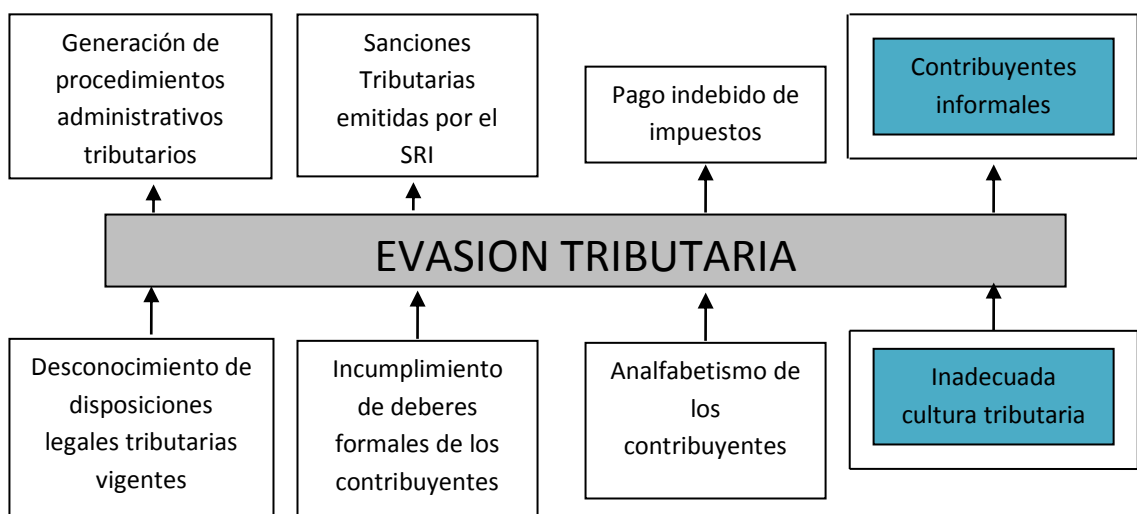 Generación de
procedimientos
administrativos
tributarios
Sanciones
Tributarias
emitidas por el
SRI
Pago indebido de
impuestos
Contribuyentes
informales
EVASION TRIBUTARIA
Desconocimiento de
disposiciones
legales tributarias
vigentes
Incumplimiento
de deberes
formales de los
contribuyentes
Analfabetismo de
los
contribuyentes
Inadecuada
cultura tributaria